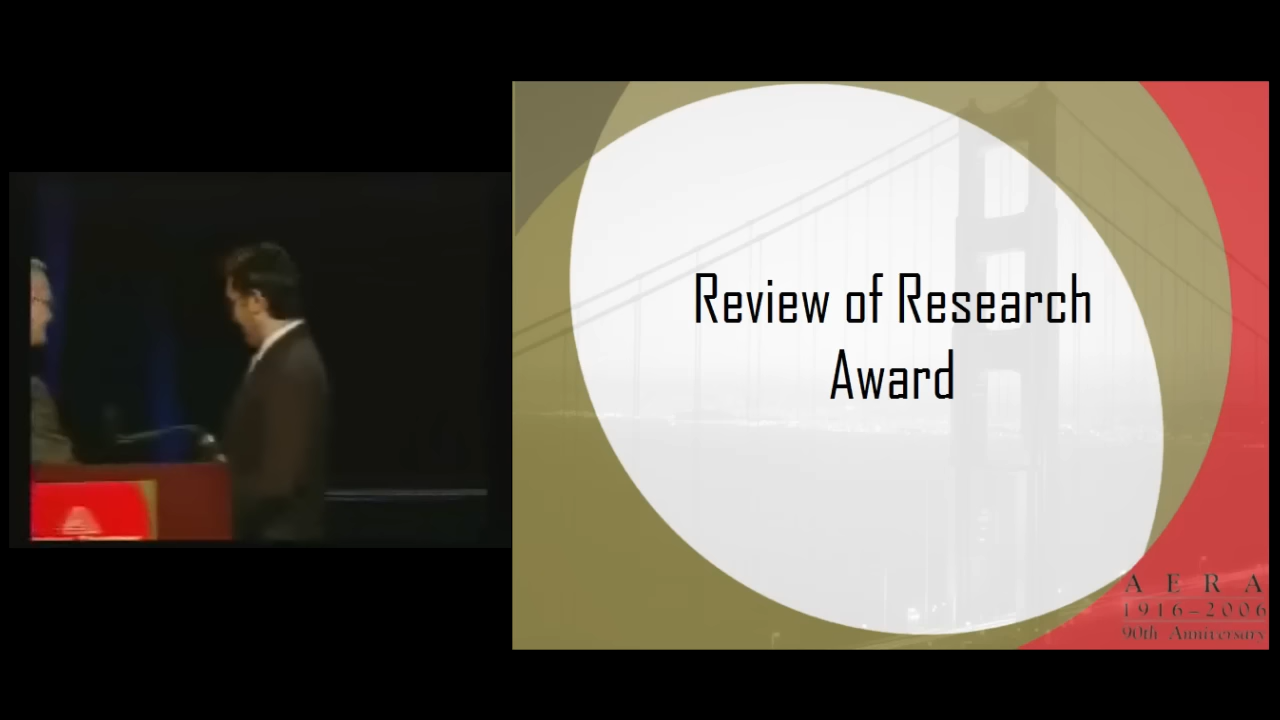 Review of Research
Award
A E R A
1916–2006
90th Anniversary